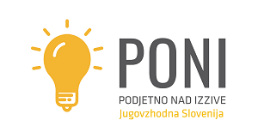 PONI
PODJETNO NAD IZZIVE
Jugovzhodna Slovenija